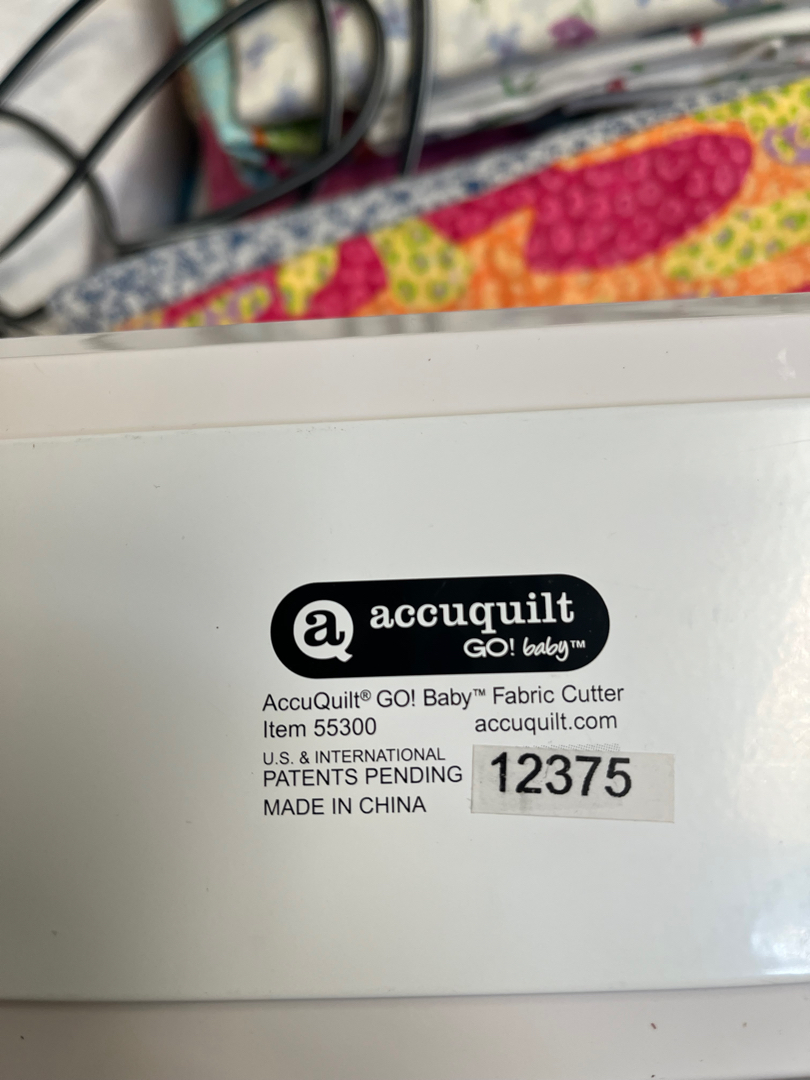 a accuquilt
GO! baby™
AccuQuilt® GO! Baby™ Fabric Cutter
Item 55300 accuquilt.com
U.S. & INTERNATIONAL
PATENTS PENDING
12375
MADE IN CHINA